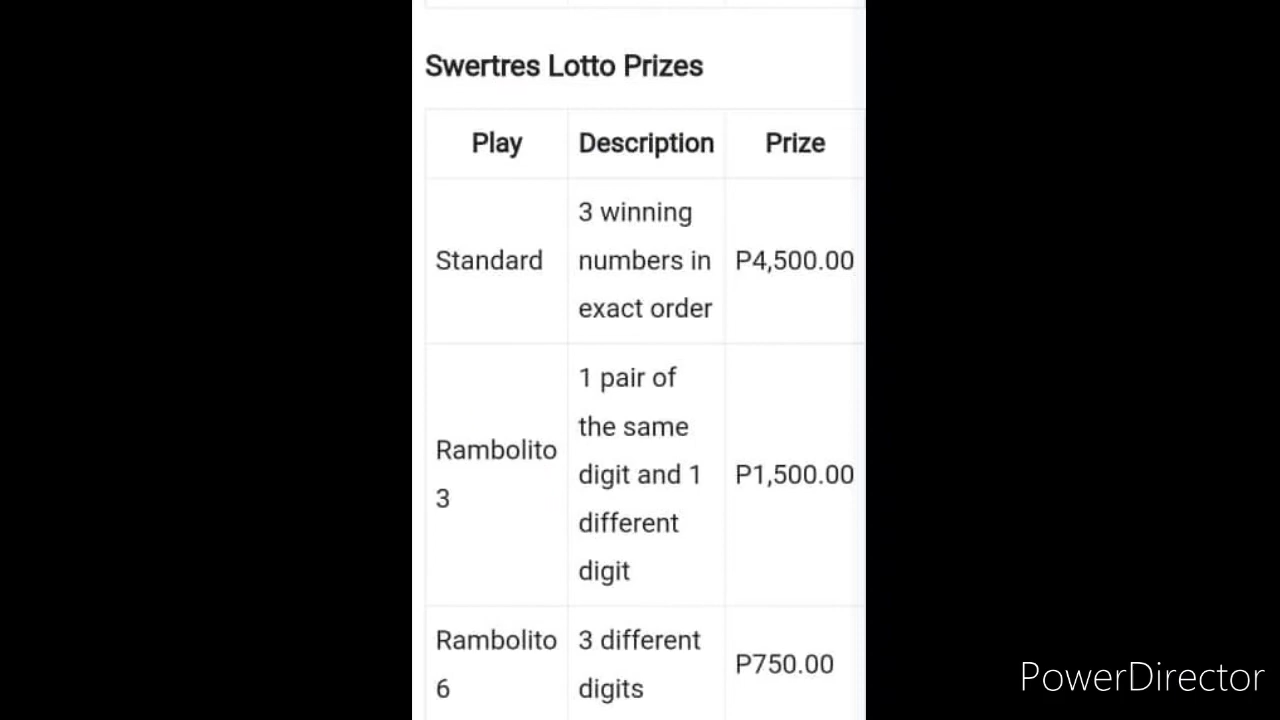 Swertres Lotto Prizes
Play Description Prize
Standard
3 winning
numbers in
exact order
P4,500.00
Rambolito
3
1 pair of
the same
digit and 1
different
digit
P1,500.00
Rambolito
6
3 different
digits
P750.00
PowerDirector